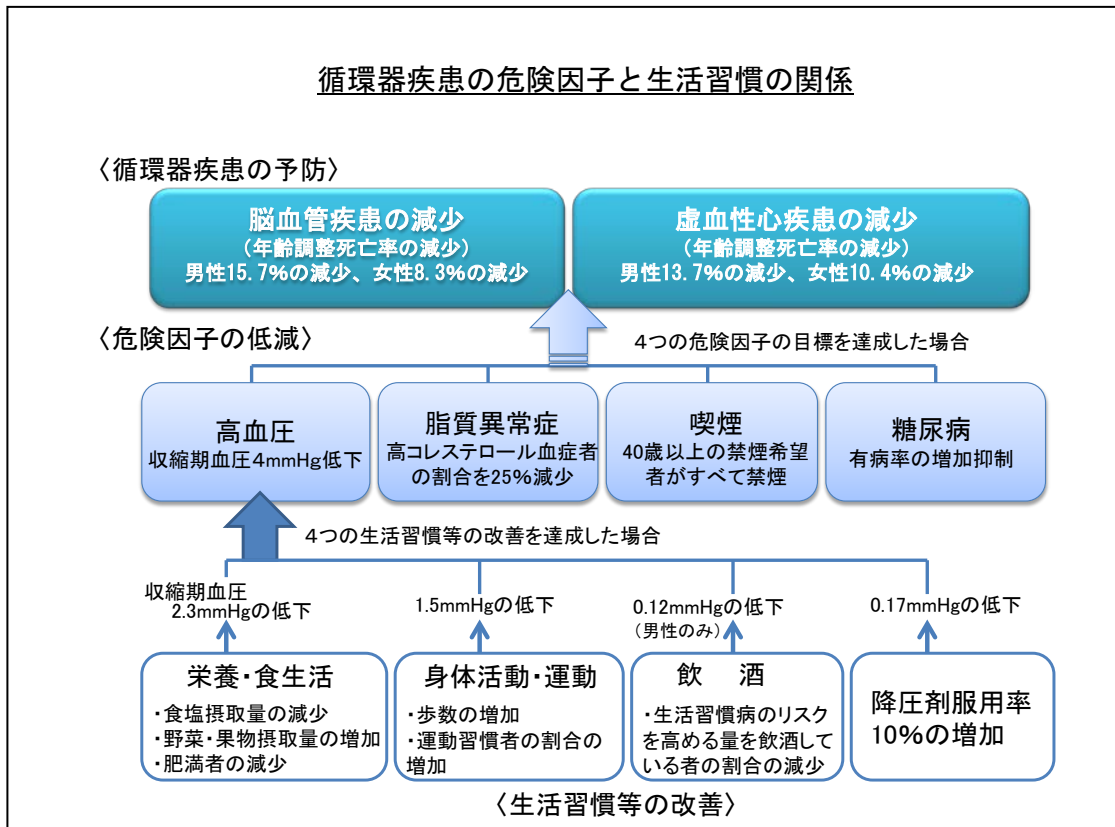 循環器疾患の危険因子と生活習慣の関係
〈循環器疾患の予防〉
脳血管疾患の減少
（年齢調整死亡率の減少）
男性15.7%の減少、女性8.3%の減少
虚血性心疾患の減少
（年齢調整死亡率の減少）
男性13.7%の減少、女性10.4%の減少
〈危険因子の低減〉
４つの危険因子の目標を達成した場合
高血圧
収縮期血圧４mmHg低下
脂質異常症
高コレステロール血症者
の割合を25%減少
喫煙
40歳以上の禁煙希望
者がすべて禁煙
糖尿病
有病率の増加抑制
４つの生活習慣等の改善を達成した場合
収縮期血圧
2.3mmHgの低下
1.5mmHgの低下
0.12mmHgの低下
（男性のみ）
0.17mmHgの低下
栄養・食生活
・食塩摂取量の減少
・野菜・果物摂取量の増加
・肥満者の減少
身体活動・運動
・歩数の増加
・運動習慣者の割合の
増加
飲　酒
・生活習慣病のリスク
を高める量を飲酒して
いる者の割合の減少
降圧剤服用率
10%の増加
〈生活習慣等の改善〉